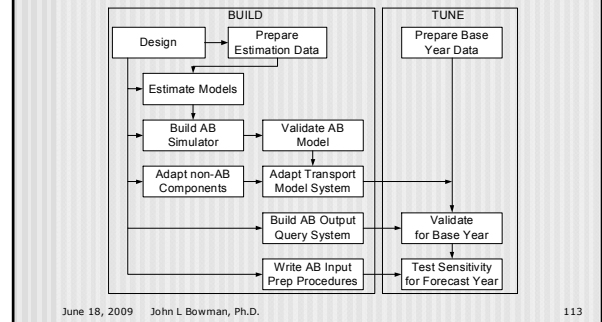 BUILD
TUNE
Design
Prepare
Estimation Data
Prepare Base
Year Data
Estimate Models
Build AB
Simulator
Validate AB
Model
Adapt non-AB
Components
Adapt Transport
Model System
Build AB Output
Query System
Validate
for Base Year
Write AB Input
Prep Procedures
Test Sensitivity
for Forecast Year
June 18, 2009 John L Bowman, Ph.D. 113